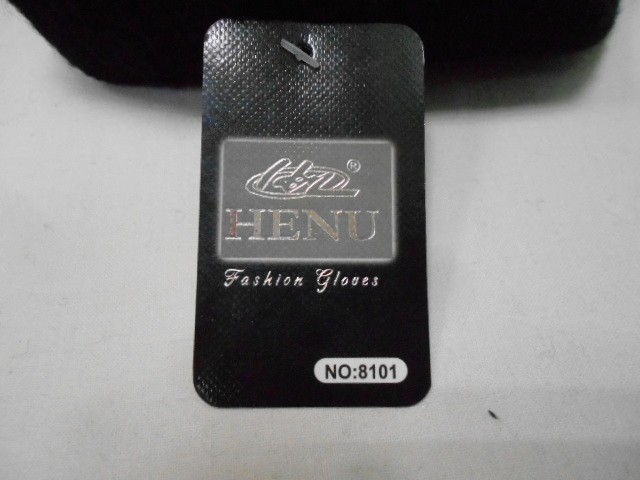 ®
HENU
Fashion Gloves
NO:8101